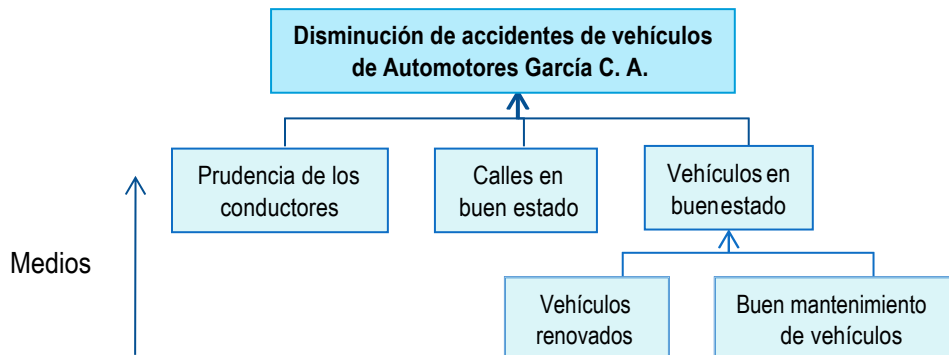 Disminución de accidentes de vehículos
de Automotores García C. A.
Prudencia de los
conductores
Calles en
buen estado
Vehículos en
buen estado
Medios
Vehículos
renovados
Buen mantenimiento
de vehículos